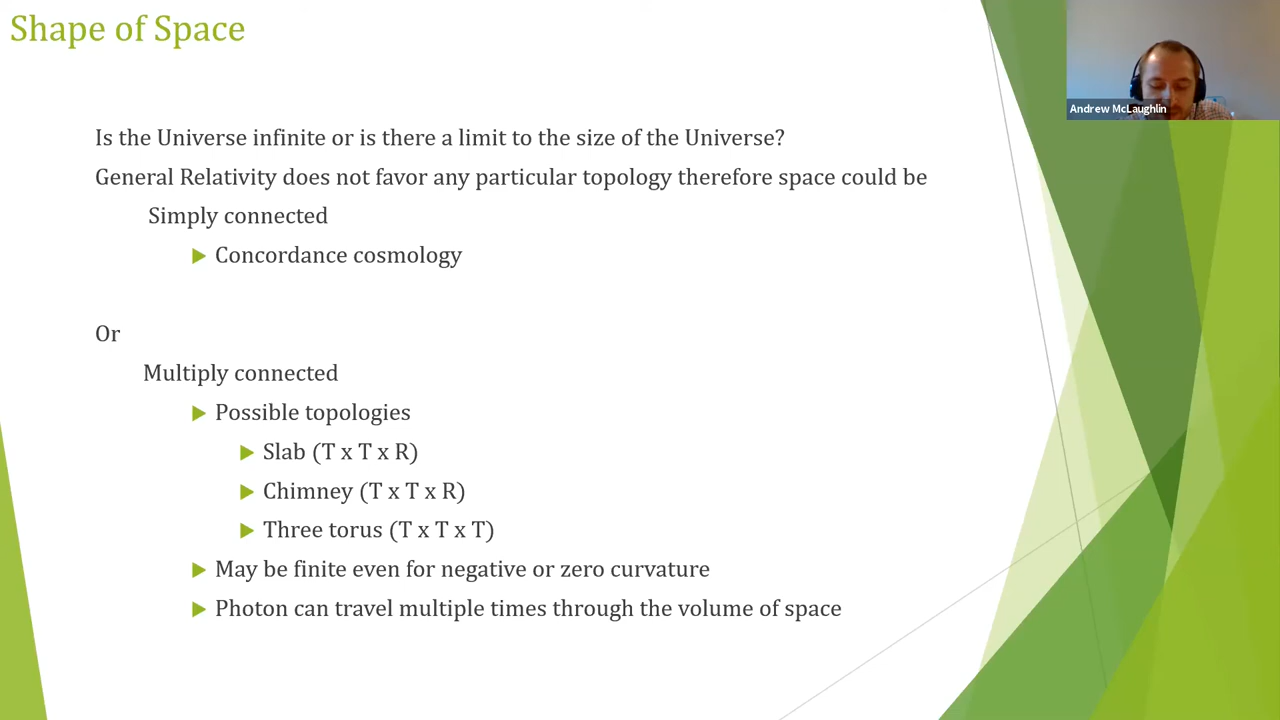 Shape of Space
Andrew McLaughlin
Is the Universe infinite or is there a limit to the size of the Universe?
General Relativity does not favor any particular topology therefore space could be
Simply connected
Concordance cosmology
Or
Multiply connected
Possible topologies
Slab (T x T x R)
Chimney (T x T x R)
Three torus (T x T x T)
May be finite even for negative or zero curvature
Photon can travel multiple times through the volume of space